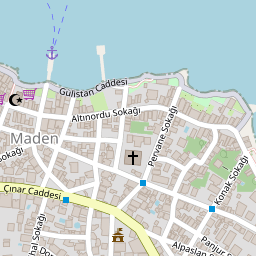 Gülistan Caddesi
Altınordu Sokağı
Maden
Pervane Sokağı
Sokağı
Konak Sokağı
Çınar Caddesi
Alpaslan
Panjur S